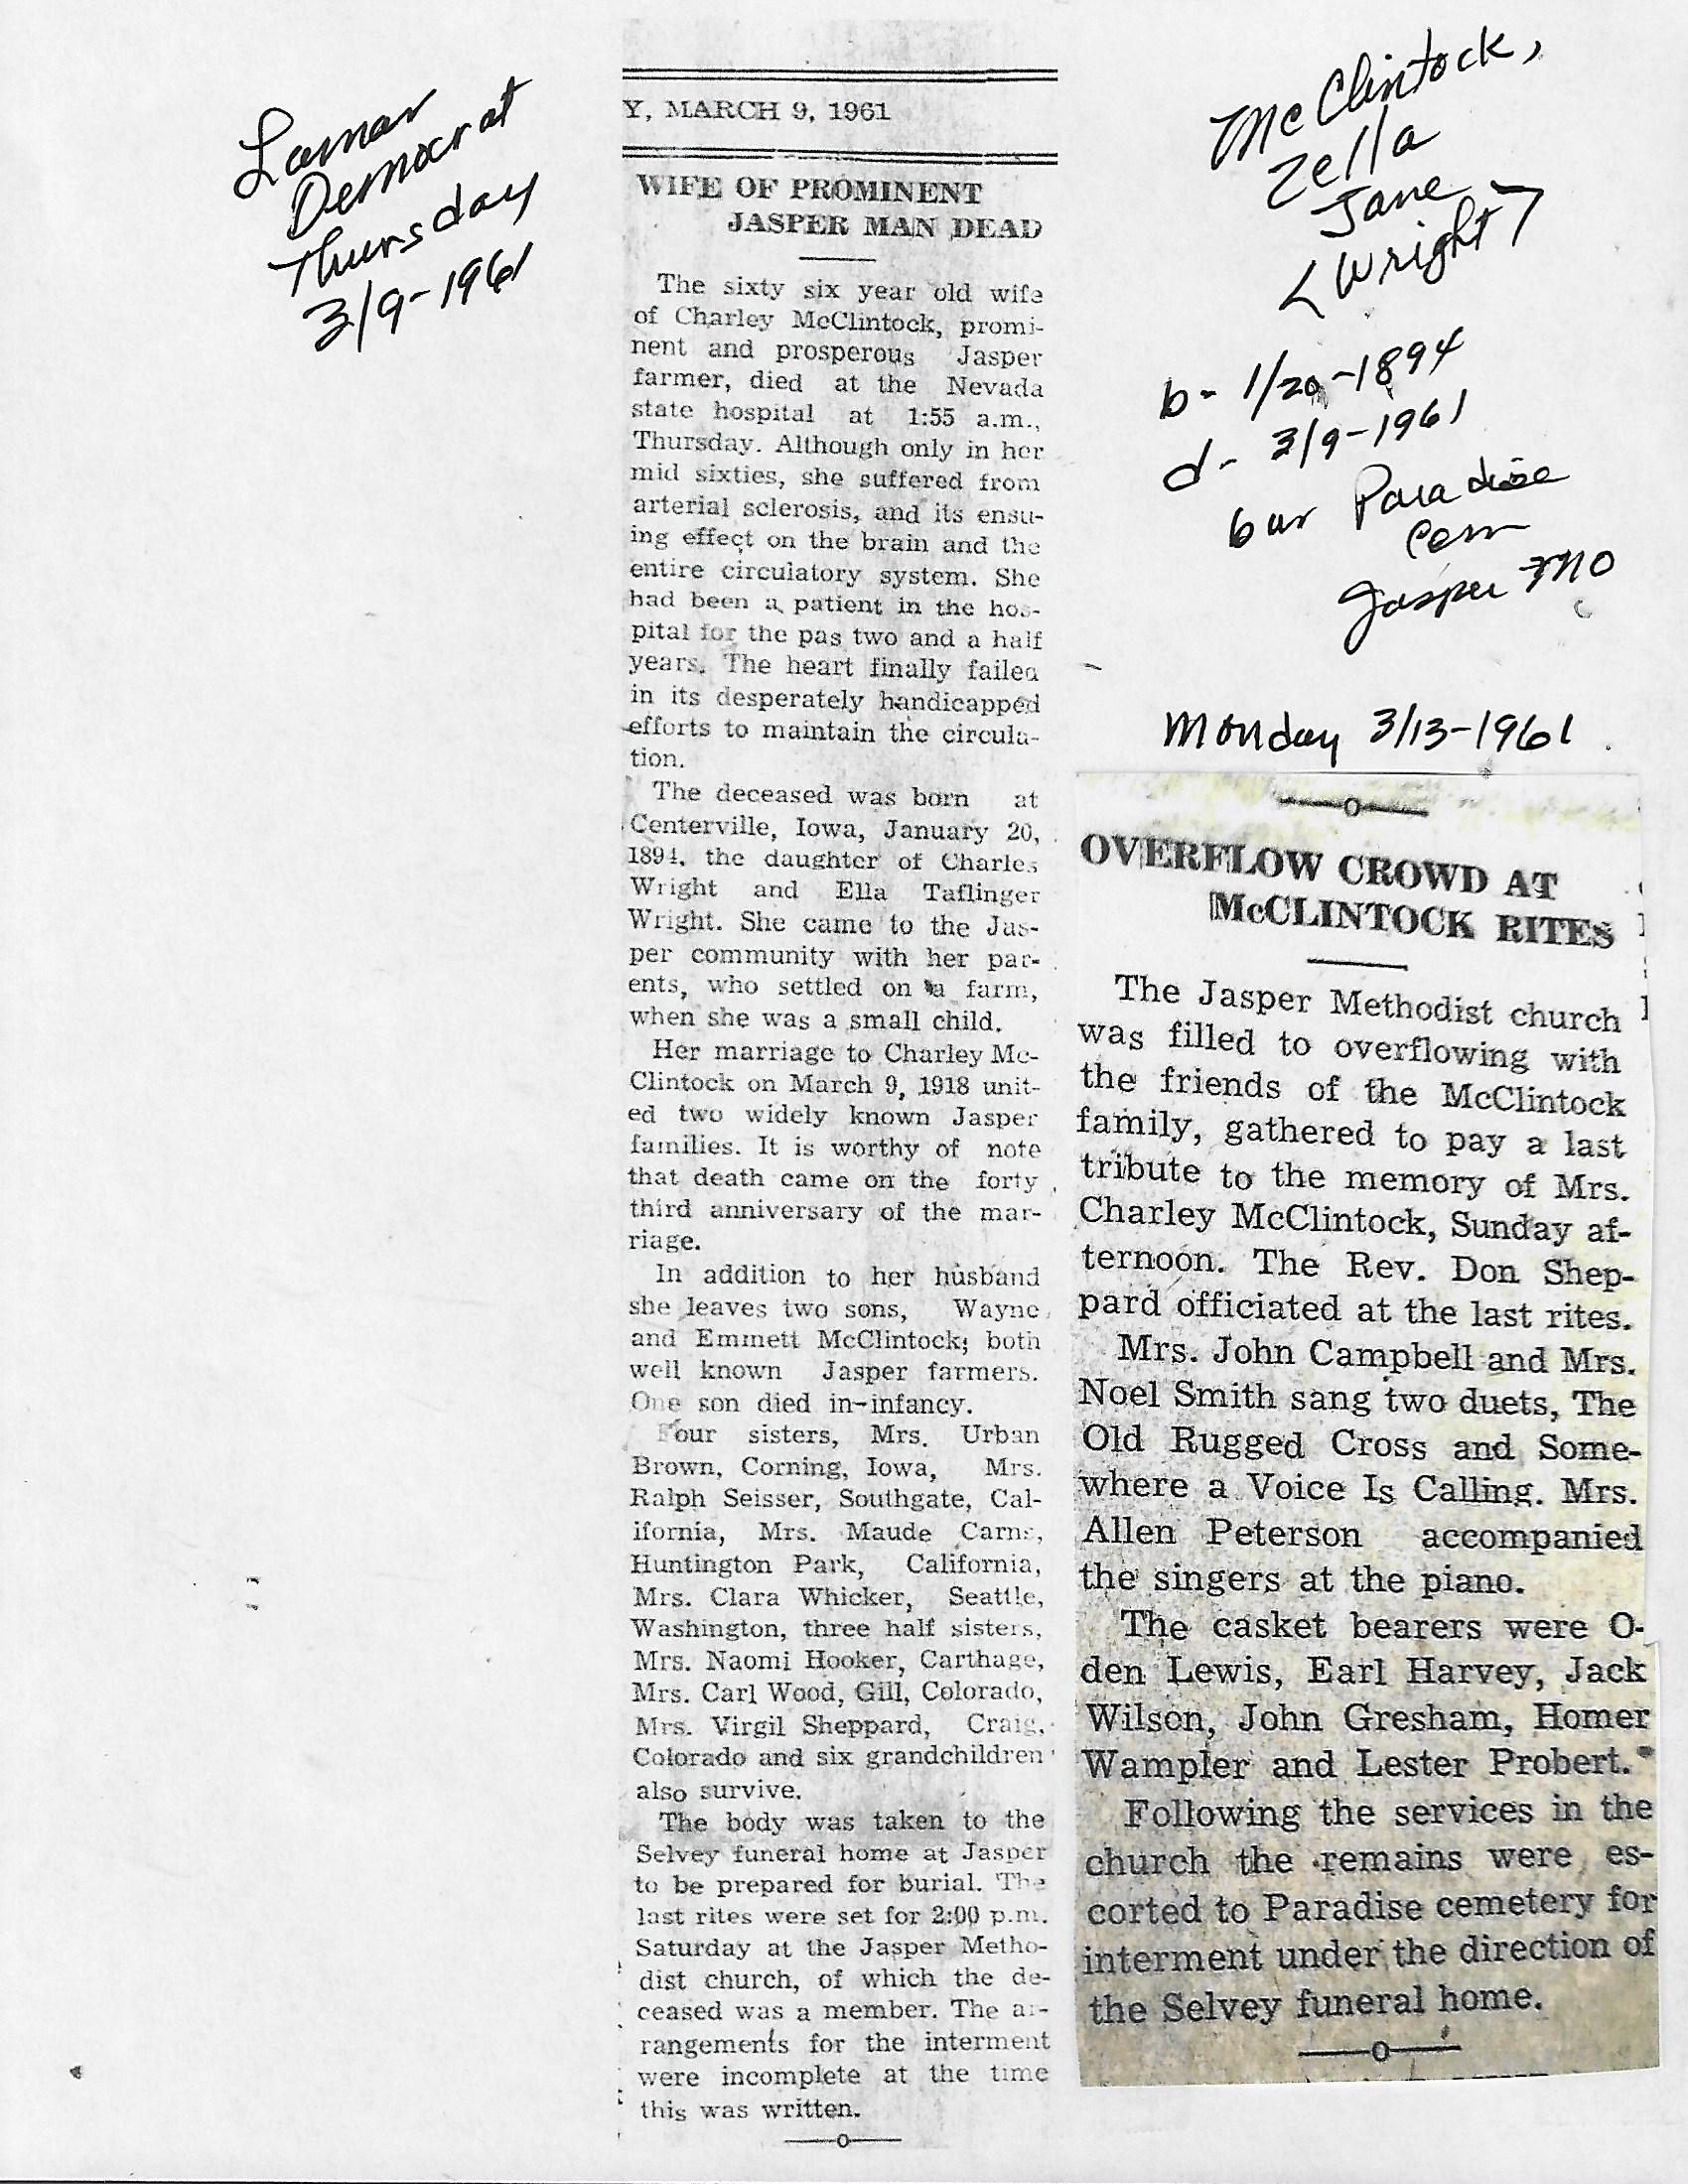 Lamar
Democrat
Thursday
3/9-1961
Y, MARCH 9, 1961
WIFE OF PROMINENT
JASPER MAN DEAD
The sixty six year old wife
of Charley McClintock, promi-
nent and prosperous Jasper
farmer, died at the Nevada
state hospital at 1:55 a.m.,
Thursday. Although only in her
mid sixties, she suffered from
arterial sclerosis, and its ensu-
ing effect on the brain and the
entire circulatory system. She
had been a patient in the hos-
pital for the pas two and a half
years. The heart finally failed
in its desperately handicapped
efforts to maintain the circula-
tion.
The deceased was born at
Centerville, Iowa, January 20,
1894, the daughter of Charles
Wright and Ella Taflinger
Wright. She came to the Jas-
per community with her par-
ents, who settled on a farm,
when she was a small child.
Her marriage to Charley Mc-
Clintock on March 9, 1918 unit-
ed two widely known Jasper
families. It is worthy of note
that death came on the forty
third anniversary of the mar-
riage.
In addition to her husband
she leaves two sons, Wayne
and Emmett McClintock; both
well known Jasper farmers.
One son died in-infancy.
Four sisters, Mrs. Urban
Brown, Corning, Iowa, Mrs.
Ralph Seisser, Southgate, Cal-
ifornia, Mrs. Maude Carns,
Huntington Park, California,
Mrs. Clara Whicker, Seattle,
Washington, three half sisters,
Mrs. Naomi Hooker, Carthage,
Mrs. Carl Wood, Gill, Colorado,
Mrs. Virgil Sheppard, Craig,
Colorado and six grandchildren
also survive.
The body was taken to the
Selvey funeral home at Jasper
to be prepared for burial. The
last rites were set for 2:00 p.m.
Saturday at the Jasper Metho-
dist church, of which the de-
ceased was a member. The ar-
rangements for the interment
were incomplete at the time
this was written.
McClintock,
Zella
Jane
<Wright>
b- 1/20-1894
d- 3/9-1961
bur Paradise
Cem
Jasper MO
Monday 3/13-1961
OVERFLOW CROWD AT
McCLINTOCK RITES
The Jasper Methodist church
was filled to overflowing with
the friends of the McClintock
family, gathered to pay a last
tribute to the memory of Mrs.
Charley McClintock, Sunday af-
ternoon. The Rev. Don Shep-
pard officiated at the last rites.
Mrs. John Campbell and Mrs.
Noel Smith sang two duets, The
Old Rugged Cross and Some-
where a Voice Is Calling. Mrs.
Allen Peterson accompanied
the singers at the piano.
The casket bearers were O-
den Lewis, Earl Harvey, Jack
Wilson, John Gresham, Homer
Wampler and Lester Probert.
Following the services in the
church the remains were es-
corted to Paradise cemetery for
interment under the direction of
the Selvey funeral home.